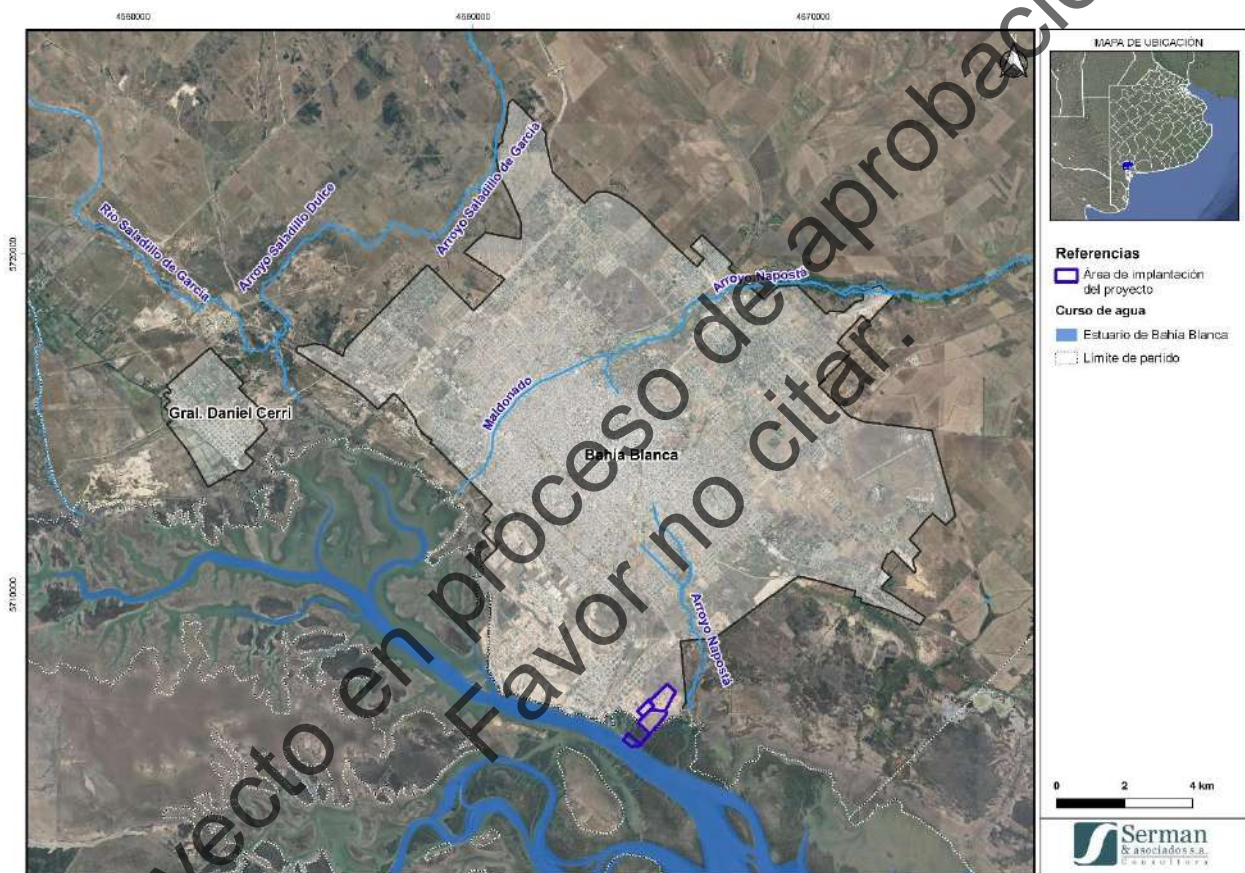 4560000
4560000
4570000
5720000
5710000
Río Saladillo de García
Arroyo Saladillo Dulce
Arroyo Saladillo de García
Arroyo Napostá
Maldonado
Gral. Daniel Cerri
Bahía Blanca
Arroyo Napostá
MAPA DE UBICACIÓN
Referencias
Área de implantación
del proyecto
Curso de agua
Estuario de Bahía Blanca
Límite de partido
0 2 4 km
Serman
& asociados s.a.
Consultora
yecto en proceso de aprobació
Favor no citar.